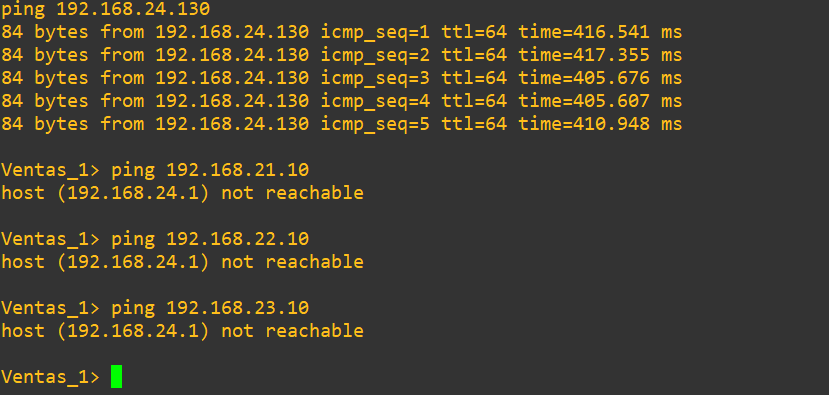 ping 192.168.24.130
84 bytes from 192.168.24.130 icmp_seq=1 ttl=64 time=416.541 ms
84 bytes from 192.168.24.130 icmp_seq=2 ttl=64 time=417.355 ms
84 bytes from 192.168.24.130 icmp_seq=3 ttl=64 time=405.676 ms
84 bytes from 192.168.24.130 icmp_seq=4 ttl=64 time=405.607 ms
84 bytes from 192.168.24.130 icmp_seq=5 ttl=64 time=410.948 ms
Ventas_1> ping 192.168.21.10
host (192.168.24.1) not reachable
Ventas_1> ping 192.168.22.10
host (192.168.24.1) not reachable
Ventas_1> ping 192.168.23.10
host (192.168.24.1) not reachable
Ventas_1>